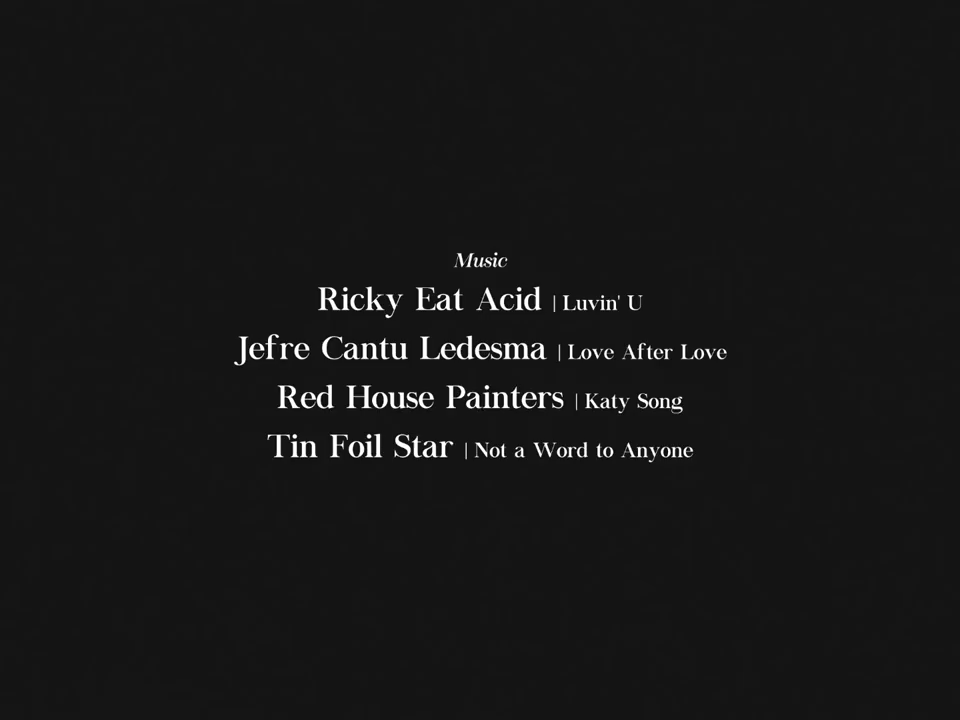 Music
Ricky Eat Acid | Luvin' U
Jefre Cantu Ledesma | Love After Love
Red House Painters | Katy Song
Tin Foil Star | Not a Word to Anyone